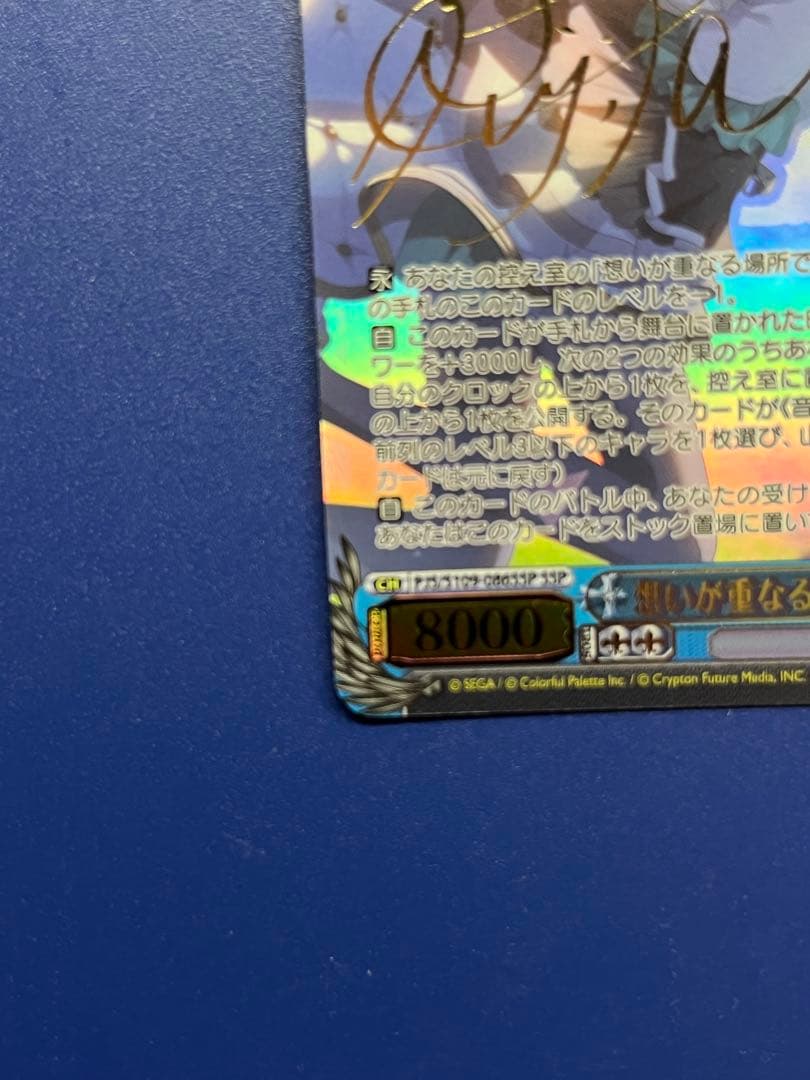 永 あなたの控え室の「想いが重なる場所で
の手札のこのカードのレベルを－1。
自 このカードが手札から舞台に置かれた
ワーを＋3000し、次の2つの効果のうちあ
自分のクロックの上から1枚を、控え室に
の上から1枚を公開する。そのカードが《音
前列のレベル3以下のキャラを1枚選び、
カードは元に戻す）
自 このカードのバトル中、あなたの受け
あなたはこのカードをストック置場に置い
CH
想いが重なる
8000
© SEGA / © Colorful Palette Inc. / © Crypton Future Media, INC.